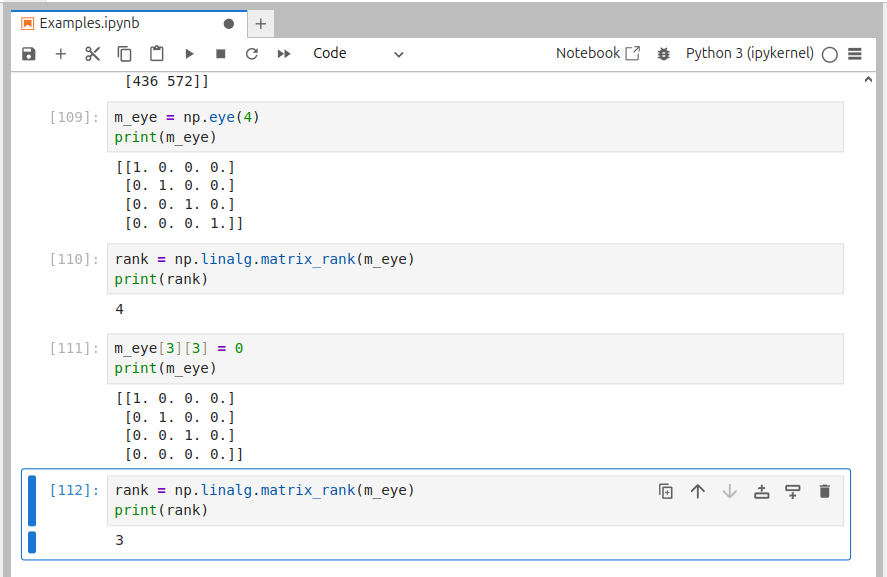 Examples.ipynb
Code
Notebook
Python 3 (ipykernel)
[436 572]]
[109]:
m_eye = np.eye(4)
print(m_eye)
[[1. 0. 0. 0.]
[0. 1. 0. 0.]
[0. 0. 1. 0.]
[0. 0. 0. 1.]]
[110]:
rank = np.linalg.matrix_rank(m_eye)
print(rank)
4
[111]:
m_eye[3][3] = 0
print(m_eye)
[[1. 0. 0. 0.]
[0. 1. 0. 0.]
[0. 0. 1. 0.]
[0. 0. 0. 0.]]
[112]:
rank = np.linalg.matrix_rank(m_eye)
print(rank)
3